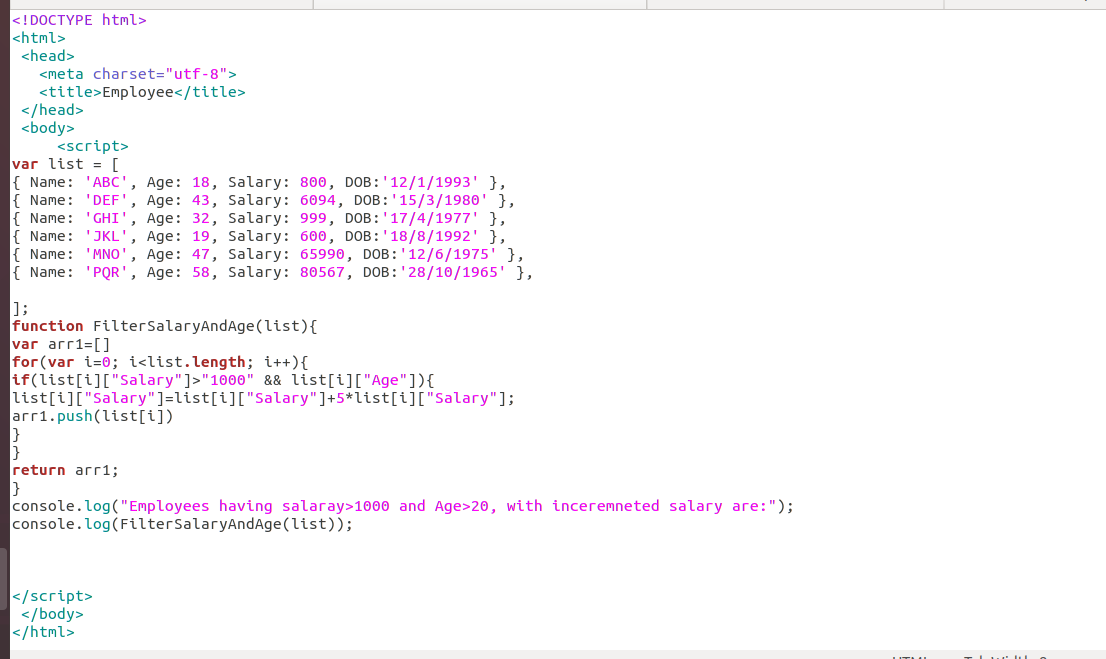 <!DOCTYPE html>
<html>
 <head>
   <meta charset="utf-8">
   <title>Employee</title>
 </head>
 <body>
     <script>
var list = [
{ Name: 'ABC', Age: 18, Salary: 800, DOB:'12/1/1993' },
{ Name: 'DEF', Age: 43, Salary: 6094, DOB:'15/3/1980' },
{ Name: 'GHI', Age: 32, Salary: 999, DOB:'17/4/1977' },
{ Name: 'JKL', Age: 19, Salary: 600, DOB:'18/8/1992' },
{ Name: 'MNO', Age: 47, Salary: 65990, DOB:'12/6/1975' },
{ Name: 'PQR', Age: 58, Salary: 80567, DOB:'28/10/1965' },
];
function FilterSalaryAndAge(list){
var arr1=[]
for(var i=0; i<list.length; i++){
if(list[i]["Salary"]>"1000" && list[i]["Age"]){
list[i]["Salary"]=list[i]["Salary"]+5*list[i]["Salary"];
arr1.push(list[i])
}
}
return arr1;
}
console.log("Employees having salaray>1000 and Age>20, with inceremneted salary are:");
console.log(FilterSalaryAndAge(list));
</script>
 </body>
</html>